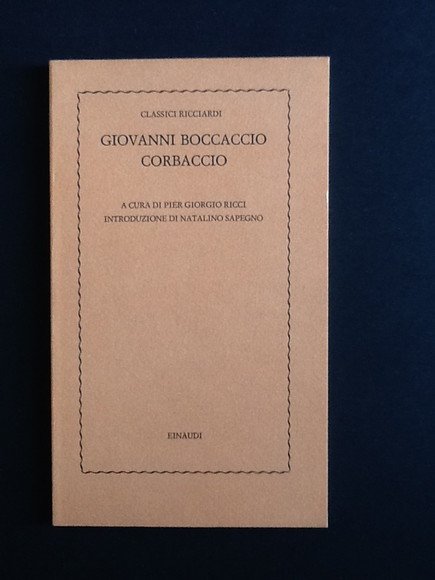 CLASSICI RICCIARDI
GIOVANNI BOCCACCIO
CORBACCIO
A CURA DI PIER GIORGIO RICCI
INTRODUZIONE DI NATALINO SAPEGNO
EINAUDI